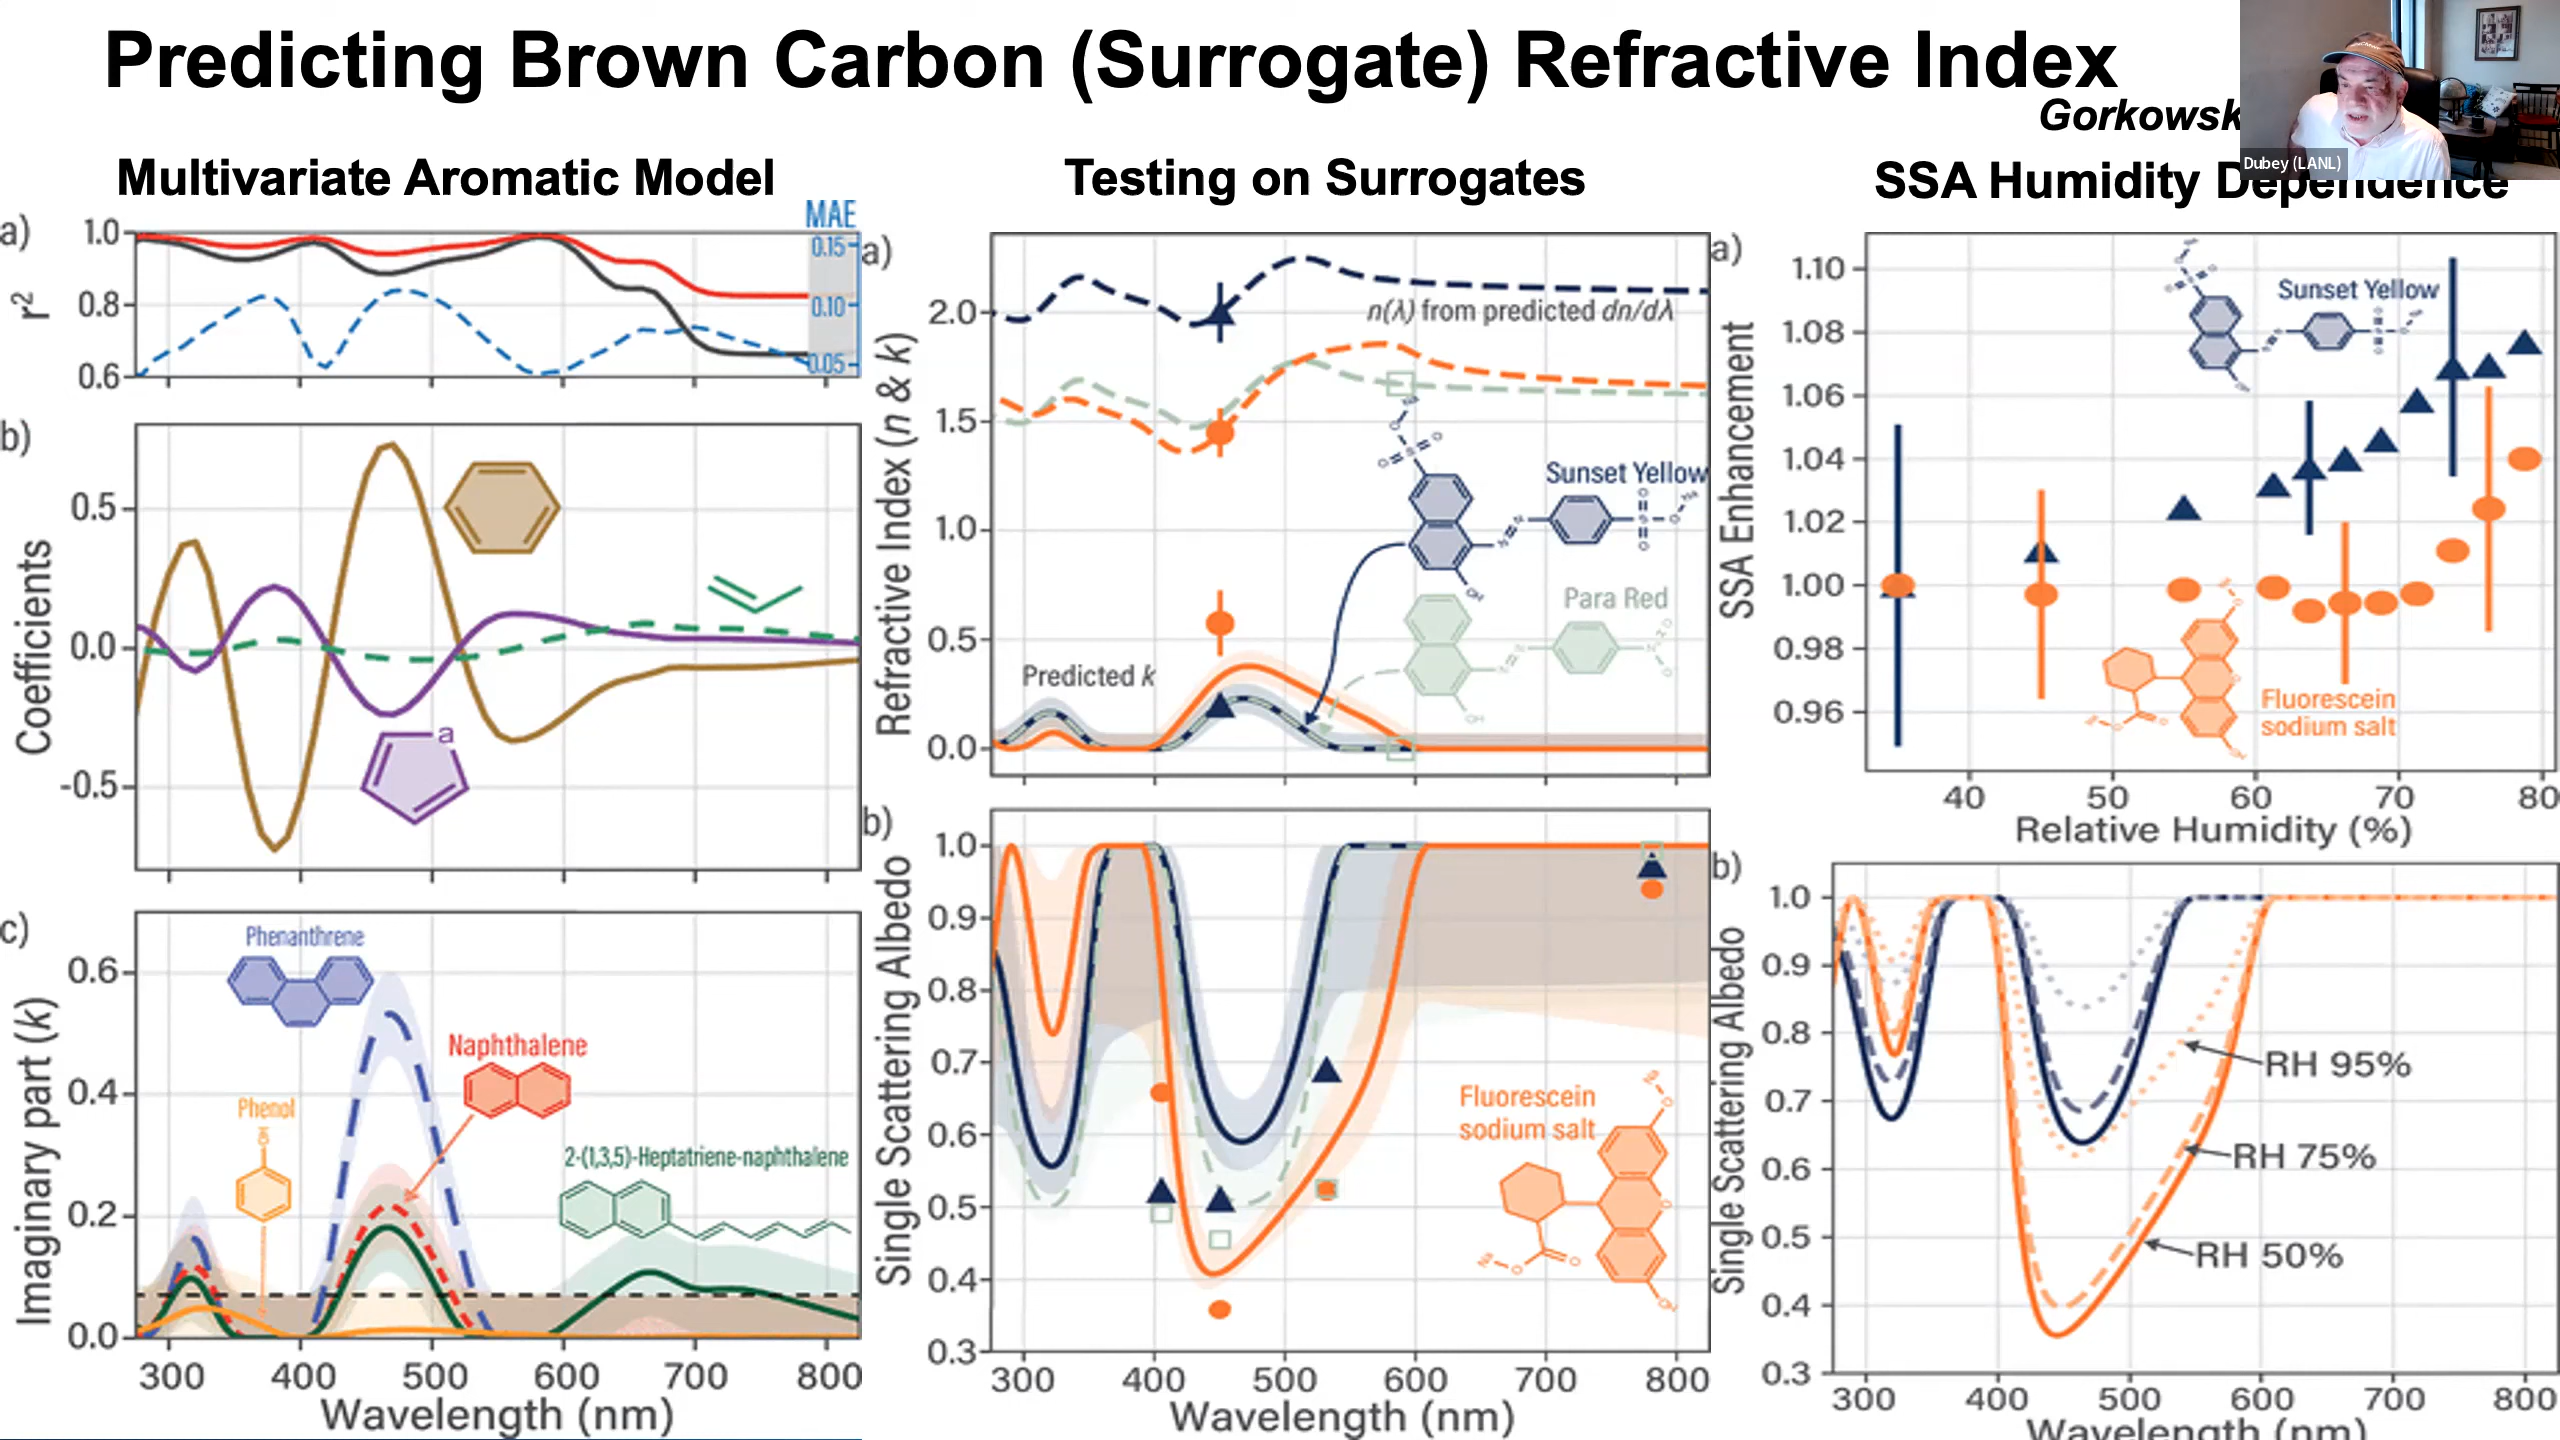 Predicting Brown Carbon (Surrogate) Refractive Index
Gorkowsk
Dubey (LANL)
Multivariate Aromatic Model
a)
MAE
1.0
0.8
0.6
r²
0.15
0.10
0.05
b)
0.5
0.0
-0.5
Coefficients
a
c)
Phenanthrene
Naphthalene
Phenol
2-(1,3,5)-Heptatriene-naphthalene
0.6
0.4
0.2
0.0
Imaginary part (k)
300 400 500 600 700 800
Wavelength (nm)
Testing on Surrogates
a)
2.0
1.5
1.0
0.5
0.0
Refractive Index (n & k)
n(λ) from predicted dn/dλ
Sunset Yellow
Para Red
Predicted k
b)
1.0
0.9
0.8
0.7
0.6
0.5
0.4
0.3
Single Scattering Albedo
Fluorescein
sodium salt
300 400 500 600 700 800
Wavelength (nm)
SSA Humidity Dependence
a)
1.10
1.08
1.06
1.04
1.02
1.00
0.98
0.96
SSA Enhancement
Sunset Yellow
Fluorescein
sodium salt
40 50 60 70 80
Relative Humidity (%)
b)
1.0
0.9
0.8
0.7
0.6
0.5
0.4
0.3
Single Scattering Albedo
RH 95%
RH 75%
RH 50%
300 400 500 600 700 800
Wavelength (nm)